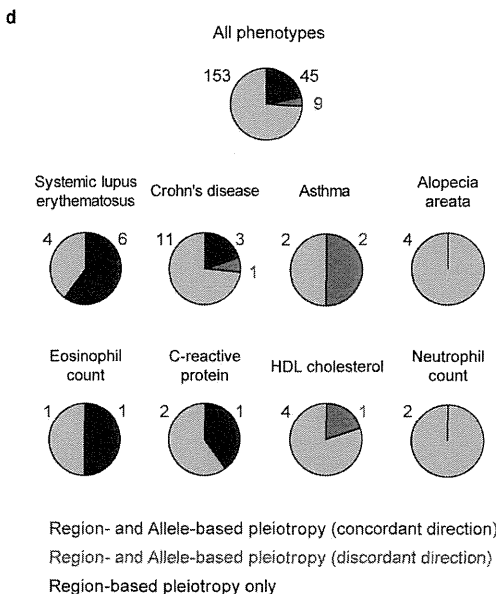 d
All phenotypes
153 45
9
Systemic lupus erythematosus
Crohn's disease
Asthma
Alopecia areata
4 6
11 3
1
2 2
4
Eosinophil count
C-reactive protein
HDL cholesterol
Neutrophil count
1 1
2 1
4 1
2
Region- and Allele-based pleiotropy (concordant direction)
Region- and Allele-based pleiotropy (discordant direction)
Region-based pleiotropy only